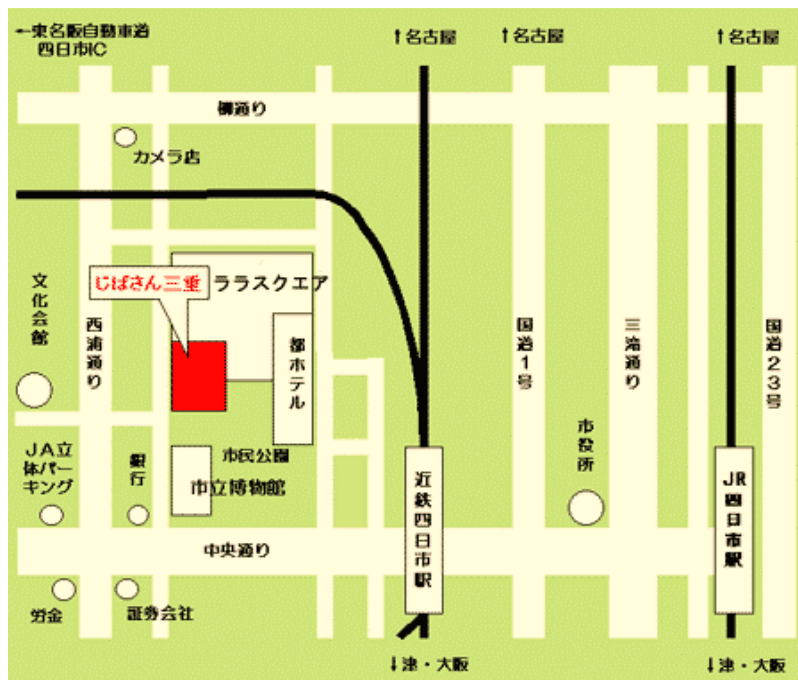 ←東名阪自動車道
四日市IC
↑名古屋
↑名古屋
↑名古屋
柳通り
カメラ店
じばさん三重
ララスクエア
文化会館
西浦通り
都ホテル
国道1号
三滝通り
国道23号
JA立
体パー
キング
銀行
市民公園
市立博物館
市役所
近鉄四日市駅
JR四日市駅
中央通り
労金
証券会社
↓津・大阪
↓津・大阪